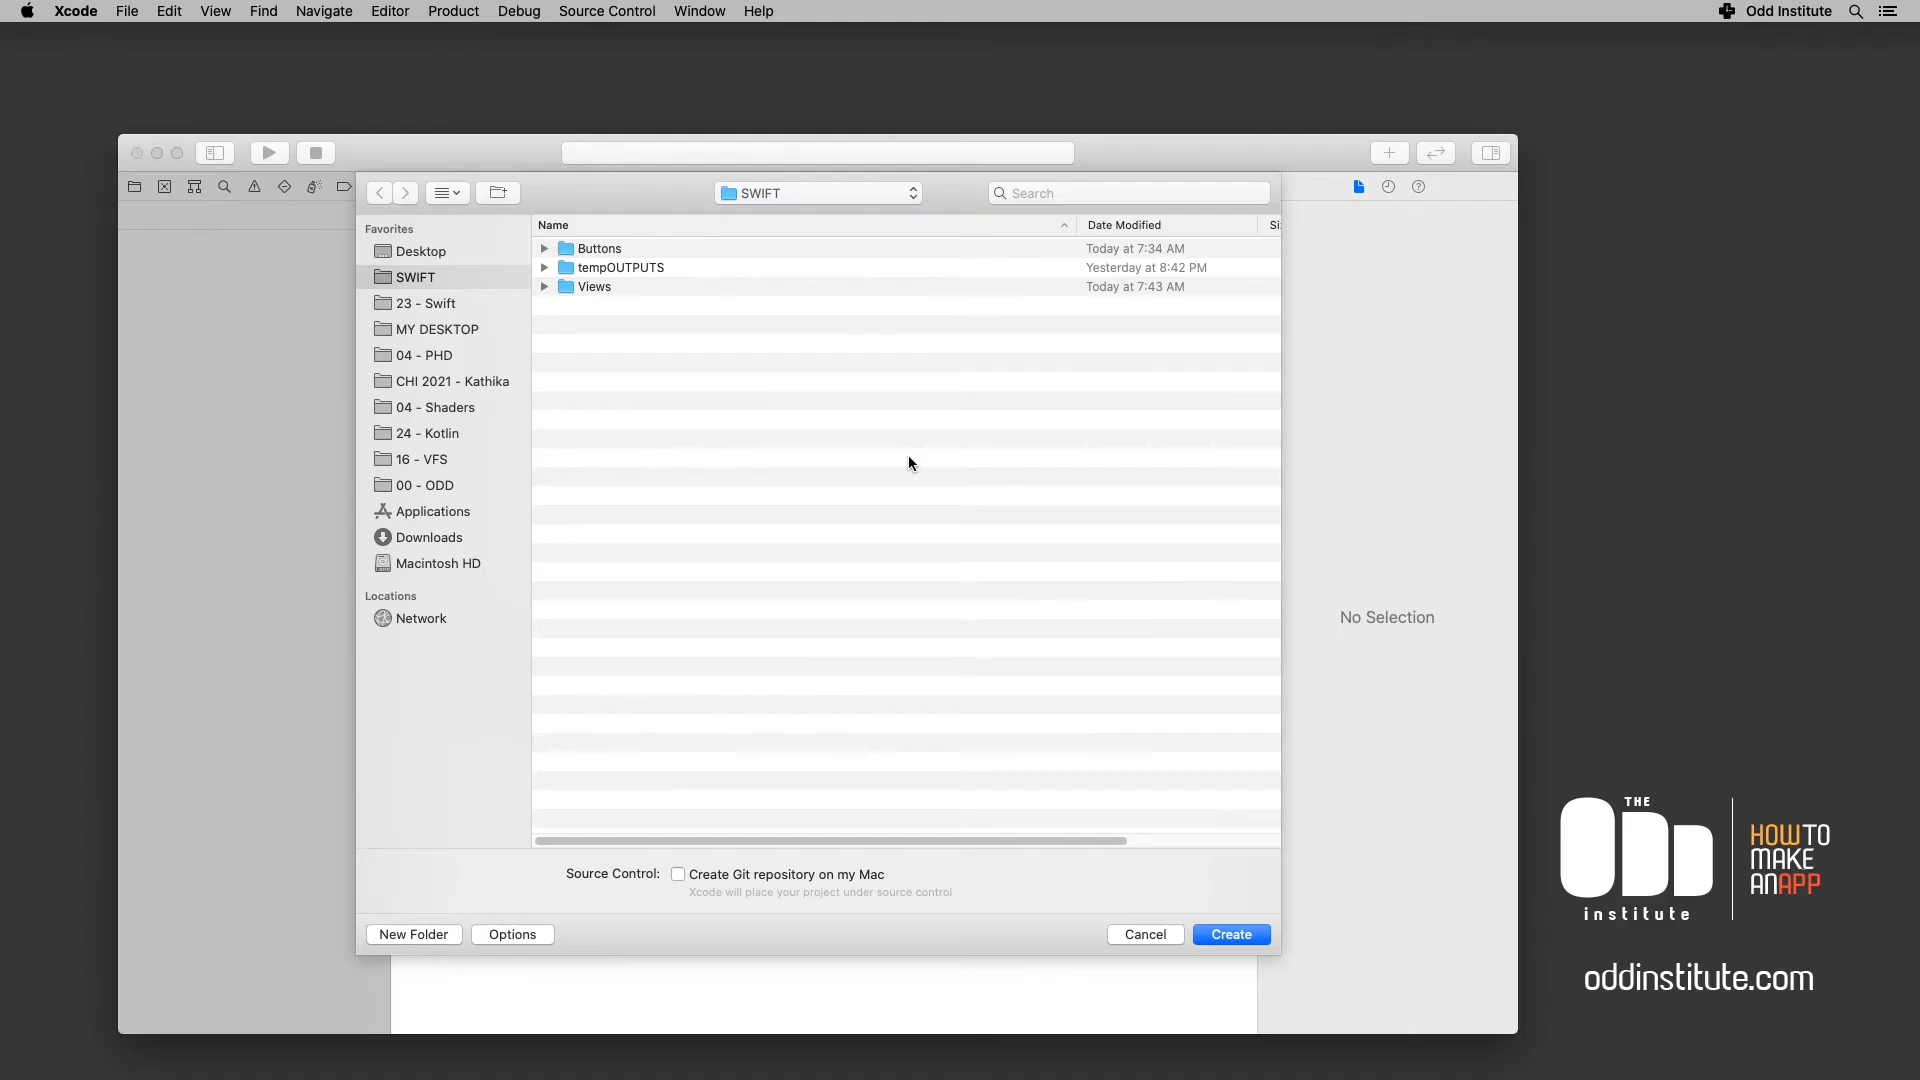 Xcode File Edit View Find Navigate Editor Product Debug Source Control Window Help Odd Institute
SWIFT Search
Favorites
Desktop
SWIFT
23 - Swift
MY DESKTOP
04 - PHD
CHI 2021 - Kathika
04 - Shaders
24 - Kotlin
16 - VFS
00 - ODD
Applications
Downloads
Macintosh HD
Locations
Network
Name Date Modified Si
Buttons Today at 7:34 AM
tempOUTPUTS Yesterday at 8:42 PM
Views Today at 7:43 AM
No Selection
Source Control: Create Git repository on my Mac
Xcode will place your project under source control
New Folder Options Cancel Create
THE
ODD
institute
HOWTO
MAKE
ANAPP
oddinstitute.com